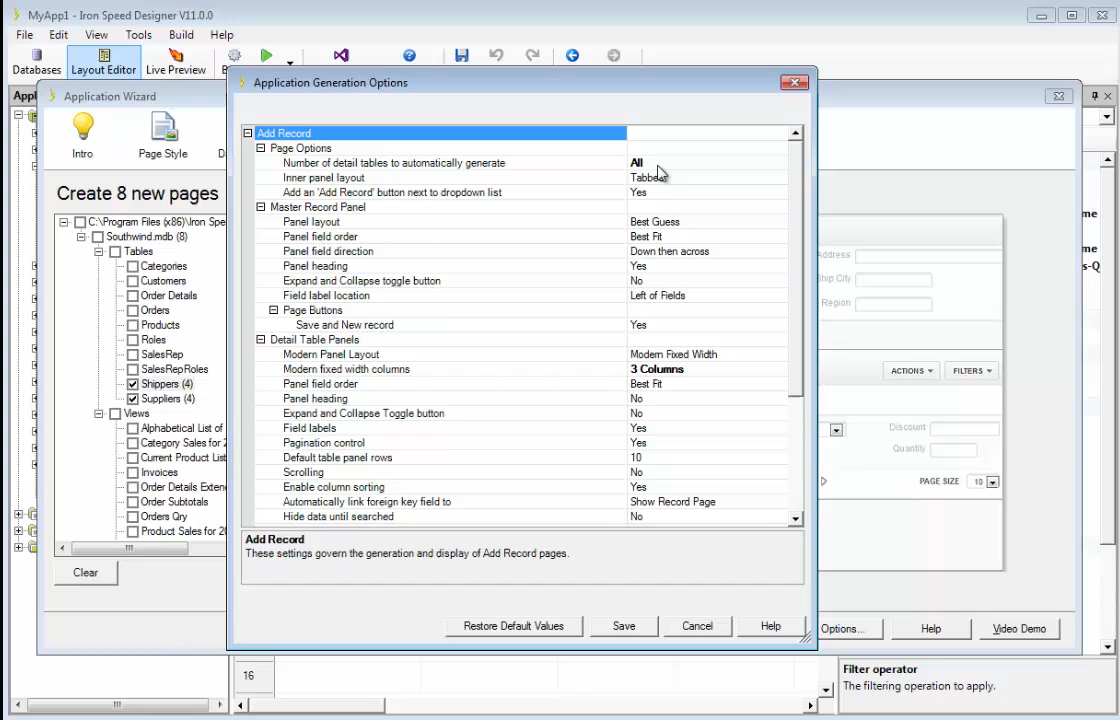 MyApp1 - Iron Speed Designer V11.0.0
File Edit View Tools Build Help
Databases Layout Editor Live Preview
Application Wizard
Intro Page Style
Create 8 new pages
C:\Program Files (x86)\Iron Spe
Southwind.mdb (8)
Tables
Categories
Customers
Order Details
Orders
Products
Roles
SalesRep
SalesRepRoles
Shippers (4)
Suppliers (4)
Views
Alphabetical List of
Category Sales for
Current Product List
Invoices
Order Details Exten
Order Subtotals
Orders Qry
Product Sales for
Clear
Application Generation Options
Add Record
Page Options
Number of detail tables to automatically generate All
Inner panel layout
Add an 'Add Record' button next to dropdown list Yes
Master Record Panel
Panel layout Best Guess
Panel field order Best Fit
Panel field direction Down then across
Panel heading Yes
Expand and Collapse toggle button No
Field label location Left of Fields
Page Buttons
Save and New record Yes
Detail Table Panels
Modern Panel Layout Modern Fixed Width
Modern fixed width columns 3 Columns
Panel field order Best Fit
Panel heading No
Expand and Collapse Toggle button No
Field labels Yes
Pagination control Yes
Default table panel rows 10
Scrolling No
Enable column sorting Yes
Automatically link foreign key field to Show Record Page
Hide data until searched No
Add Record
These settings govern the generation and display of Add Record pages.
Restore Default Values Save Cancel Help
Address
Ship City
Region
ACTIONS FILTERS
Discount
Quantity
PAGE SIZE 10
Options... Help Video Demo
16
Filter operator
The filtering operation to apply.